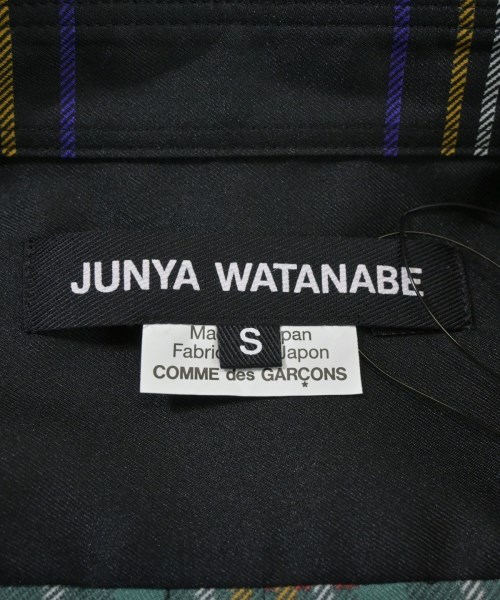 JUNYA WATANABE
S
Ma pan
Fabric Japon
COMME des GARÇONS